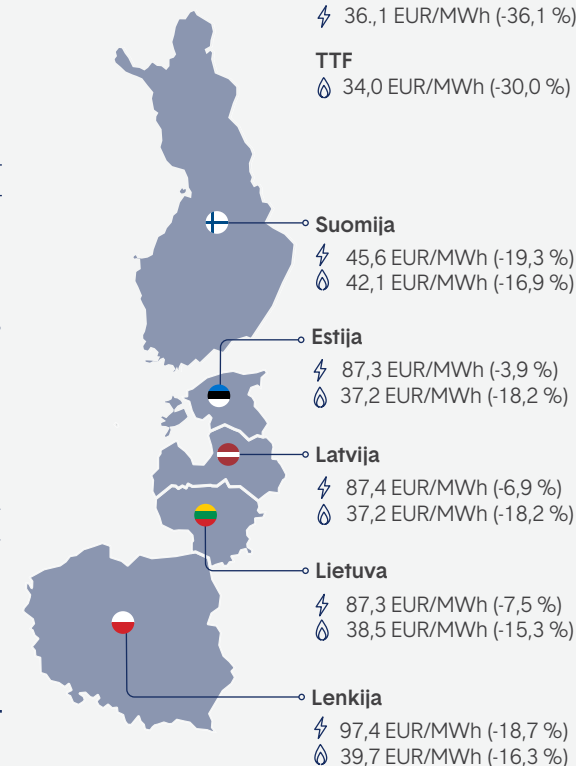 36.,1 EUR/MWh (-36,1 %)
TTF
34,0 EUR/MWh (-30,0 %)
Suomija
45,6 EUR/MWh (-19,3 %)
42,1 EUR/MWh (-16,9 %)
Estija
87,3 EUR/MWh (-3,9 %)
37,2 EUR/MWh (-18,2 %)
Latvija
87,4 EUR/MWh (-6,9 %)
37,2 EUR/MWh (-18,2 %)
Lietuva
87,3 EUR/MWh (-7,5 %)
38,5 EUR/MWh (-15,3 %)
Lenkija
97,4 EUR/MWh (-18,7 %)
39,7 EUR/MWh (-16,3 %)